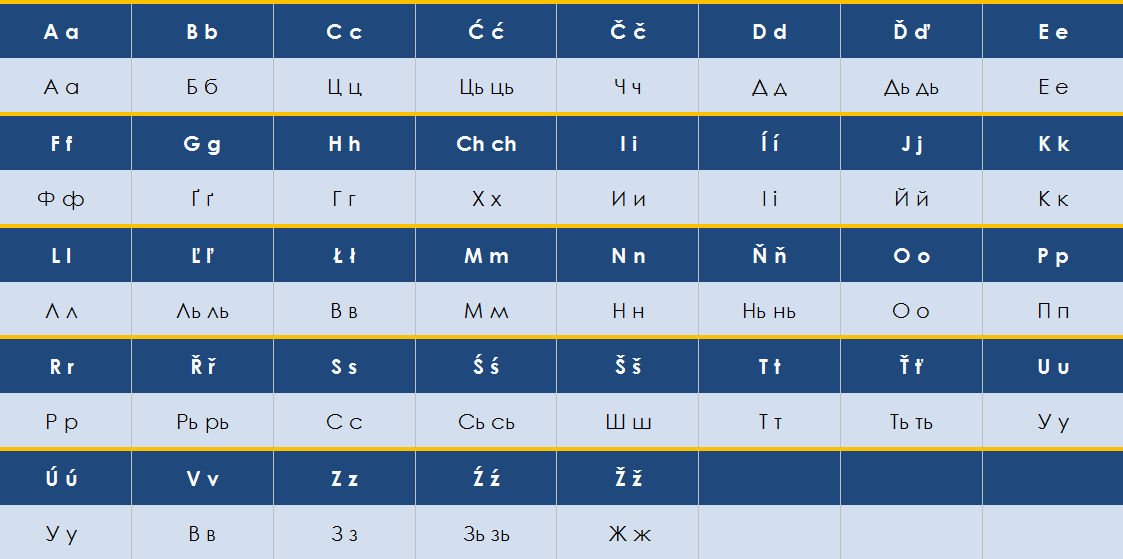 A a B b C c Ć ć Č č D d Ď ď E e
А а Б б Ц ц Ць ць Ч ч Д д Дь дь Е е
F f G g H h Ch ch I i Í í J j K k
Ф ф Ґ ґ Г г Х х И и І і Й й К к
L l Ľ ľ Ł ł M m N n Ň ň O o P p
Л л Ль ль В в М м Н н Нь нь О о П п
R r Ř ř S s Ś ś Š š T t Ť ť U u
Р р Рь рь С с Сь сь Ш ш Т т Ть ть У у
Ú ú V v Z z Ź ź Ž ž
У у В в З з Зь зь Ж ж